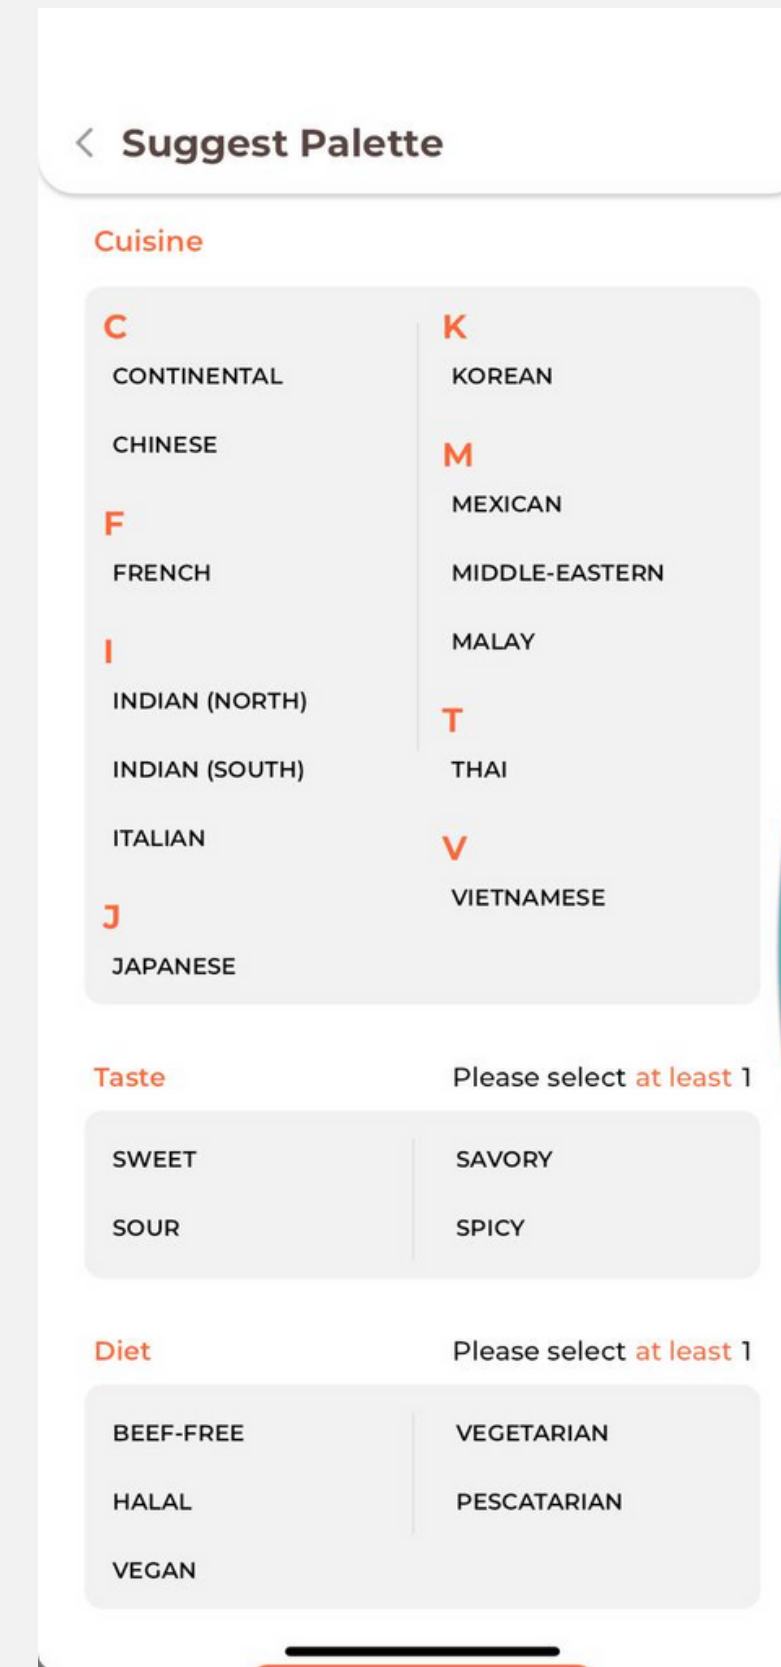 Suggest Palette
Cuisine
C
CONTINENTAL
CHINESE
F
FRENCH
I
INDIAN (NORTH)
INDIAN (SOUTH)
ITALIAN
J
JAPANESE
K
KOREAN
M
MEXICAN
MIDDLE-EASTERN
MALAY
T
THAI
V
VIETNAMESE
Taste
Please select at least 1
SWEET
SOUR
SAVORY
SPICY
Diet
Please select at least 1
BEEF-FREE
HALAL
VEGAN
VEGETARIAN
PESCATARIAN